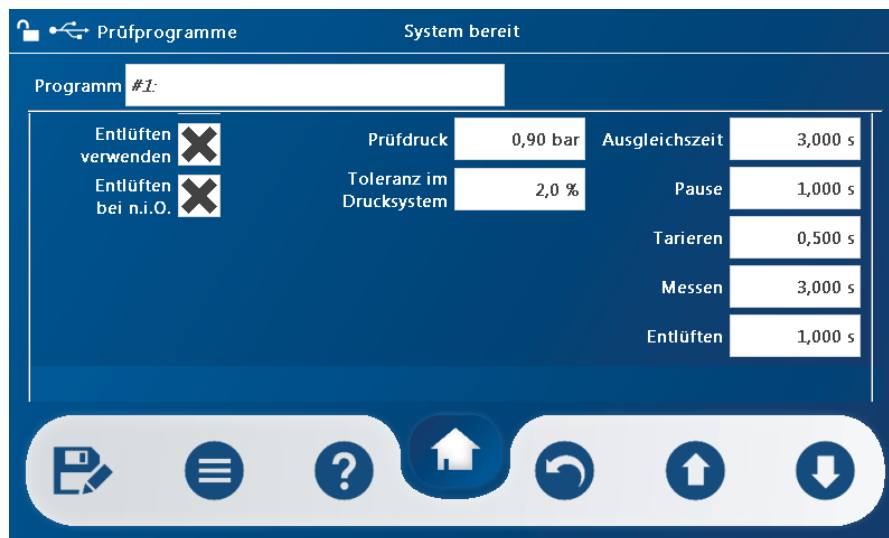 Prüfprogramme System bereit
Programm #1:
Entlüften
verwenden
Prüfdruck 0,90 bar
Ausgleichszeit 3,000 s
Entlüften
bei n.i.O.
Toleranz im
Drucksystem 2,0 %
Pause 1,000 s
Tarieren 0,500 s
Messen 3,000 s
Entlüften 1,000 s
?